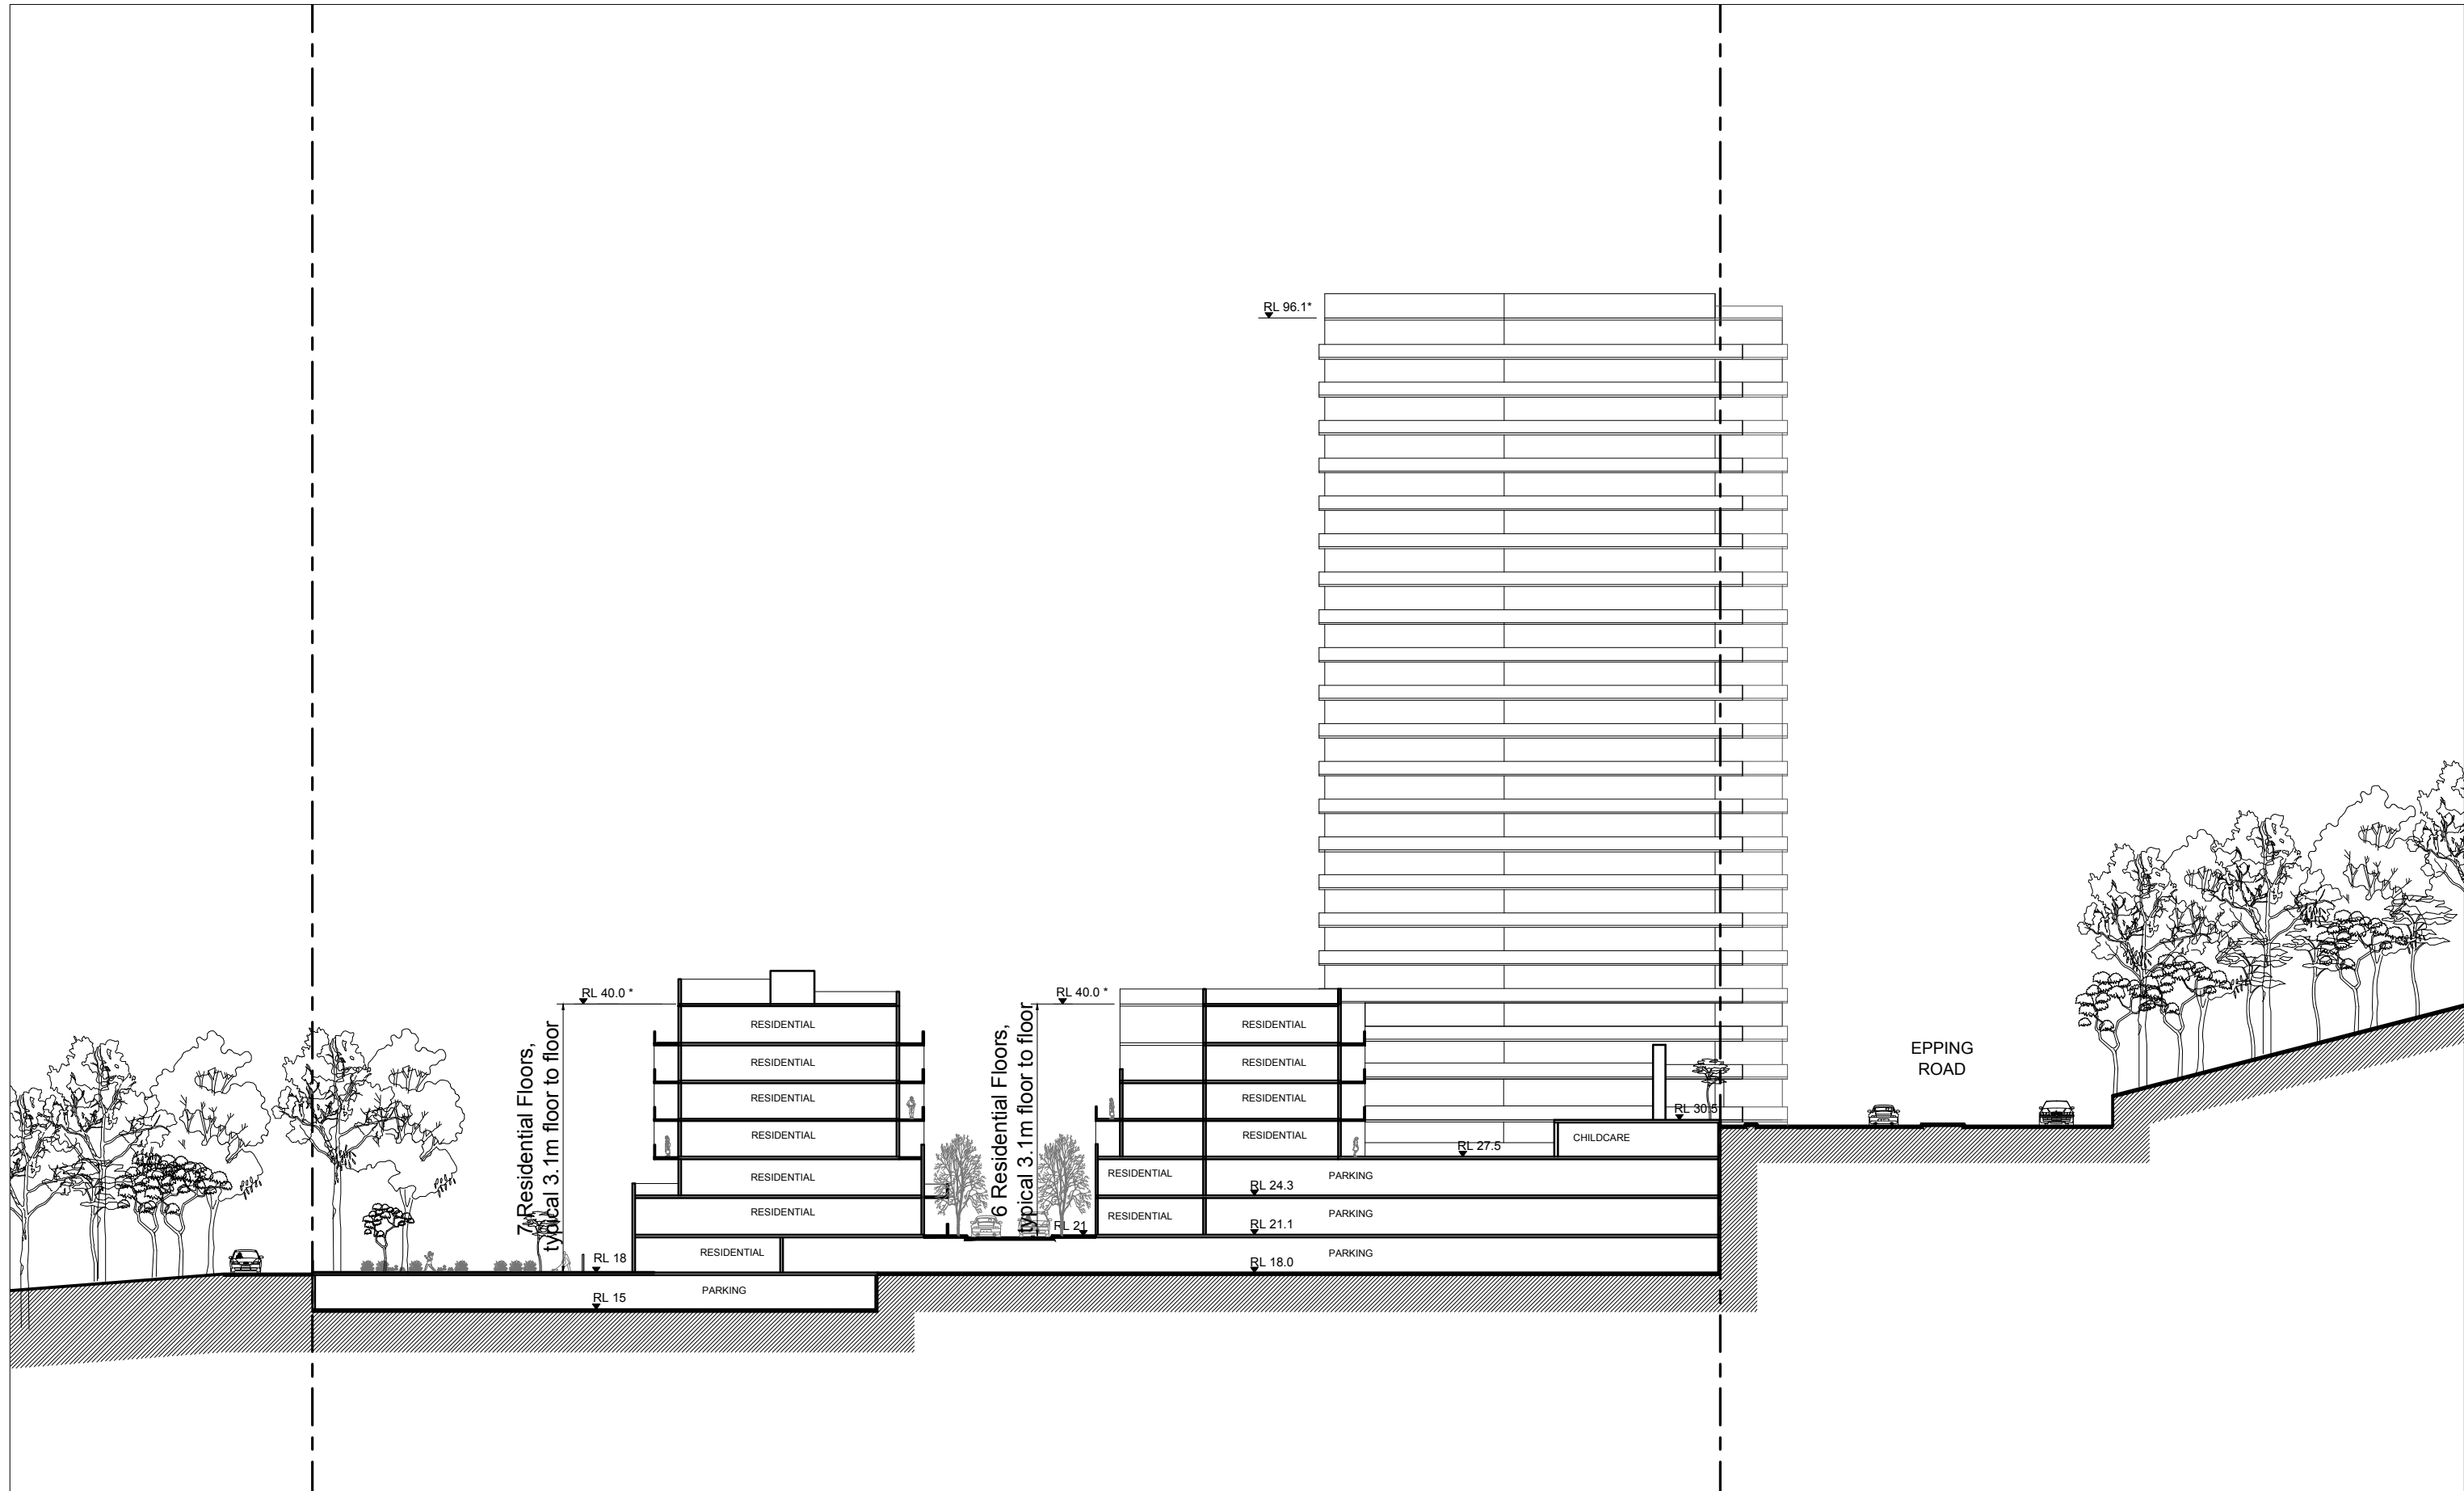 RL 96.1*
RL 40.0 *
RL 40.0 *
7 Residential Floors,
typical 3.1m floor to floor
6 Residential Floors,
typical 3.1m floor to floor
RESIDENTIAL
RESIDENTIAL
RESIDENTIAL
RESIDENTIAL
RESIDENTIAL
RESIDENTIAL
RESIDENTIAL
RESIDENTIAL
RESIDENTIAL
RESIDENTIAL
RESIDENTIAL
RESIDENTIAL
RESIDENTIAL
EPPING
ROAD
RL 30.5
CHILDCARE
RL 27.5
PARKING
RL 24.3
PARKING
RL 21
RL 21.1
PARKING
RL 18
RL 18.0
PARKING
RL 15